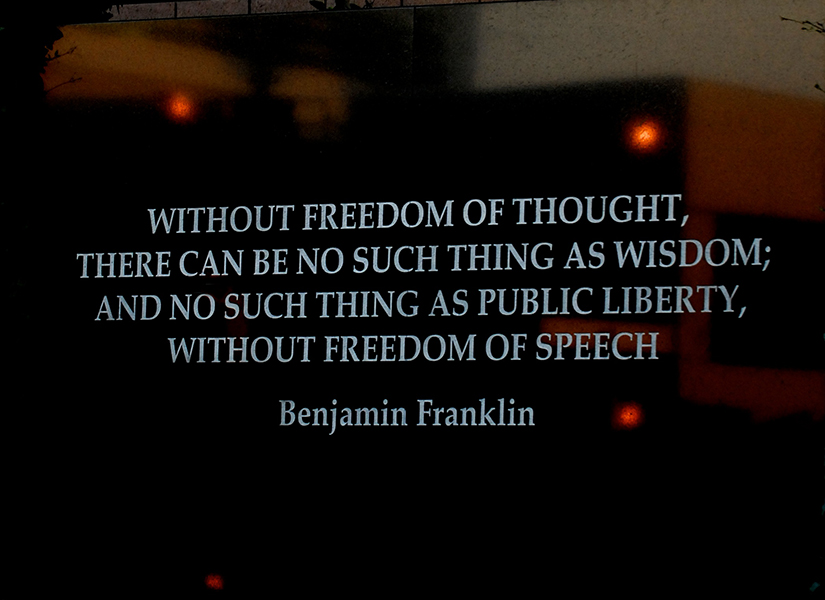 WITHOUT FREEDOM OF THOUGHT,
THERE CAN BE NO SUCH THING AS WISDOM;
AND NO SUCH THING AS PUBLIC LIBERTY,
WITHOUT FREEDOM OF SPEECH
Benjamin Franklin